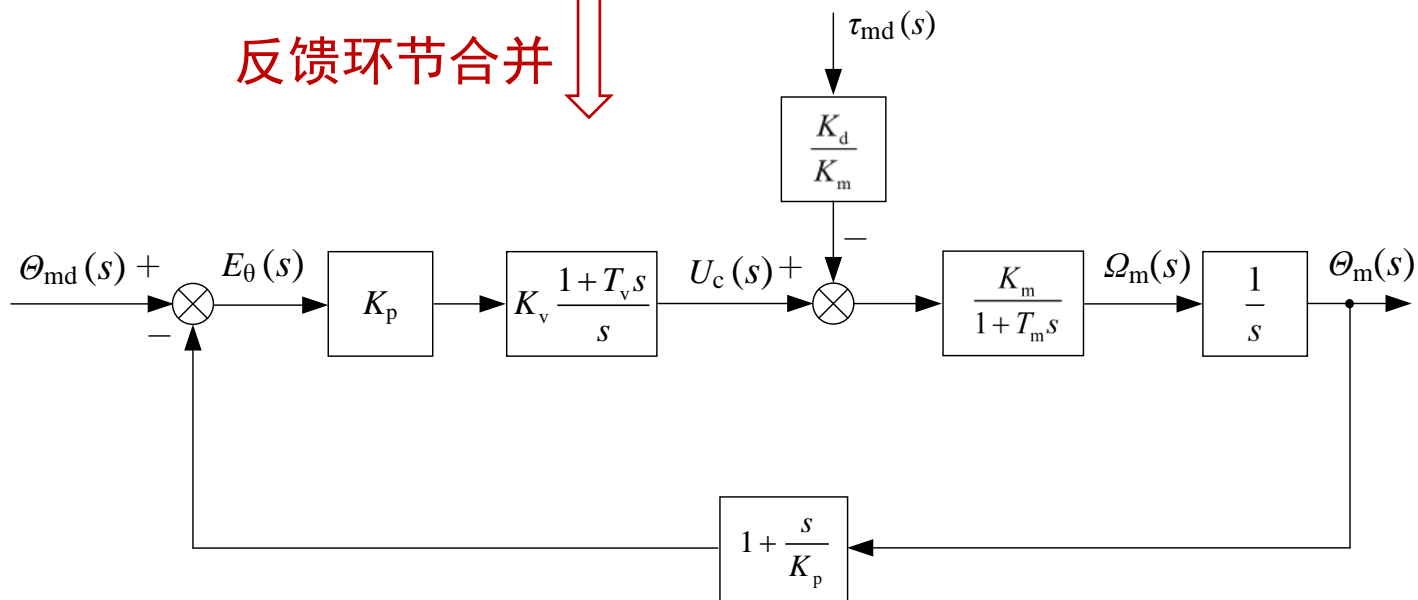 τmd(s)
反馈环节合并
Kd
Km
Θmd(s) +
Eθ(s)
Kp
Kv (1+Tvs)/s
Uc(s) +
−
Km
1+Tms
Ωm(s)
1
s
Θm(s)
−
1+ s/Kp